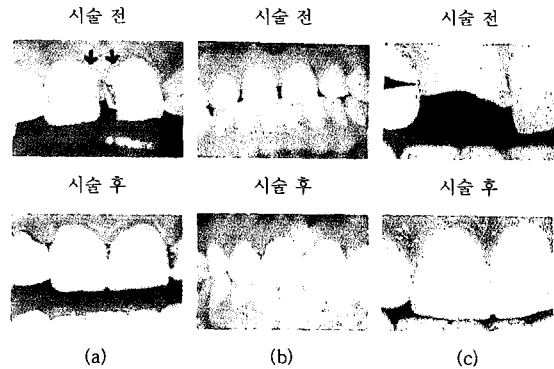 시술 전 시술 전 시술 전
시술 후 시술 후 시술 후
(a) (b) (c)